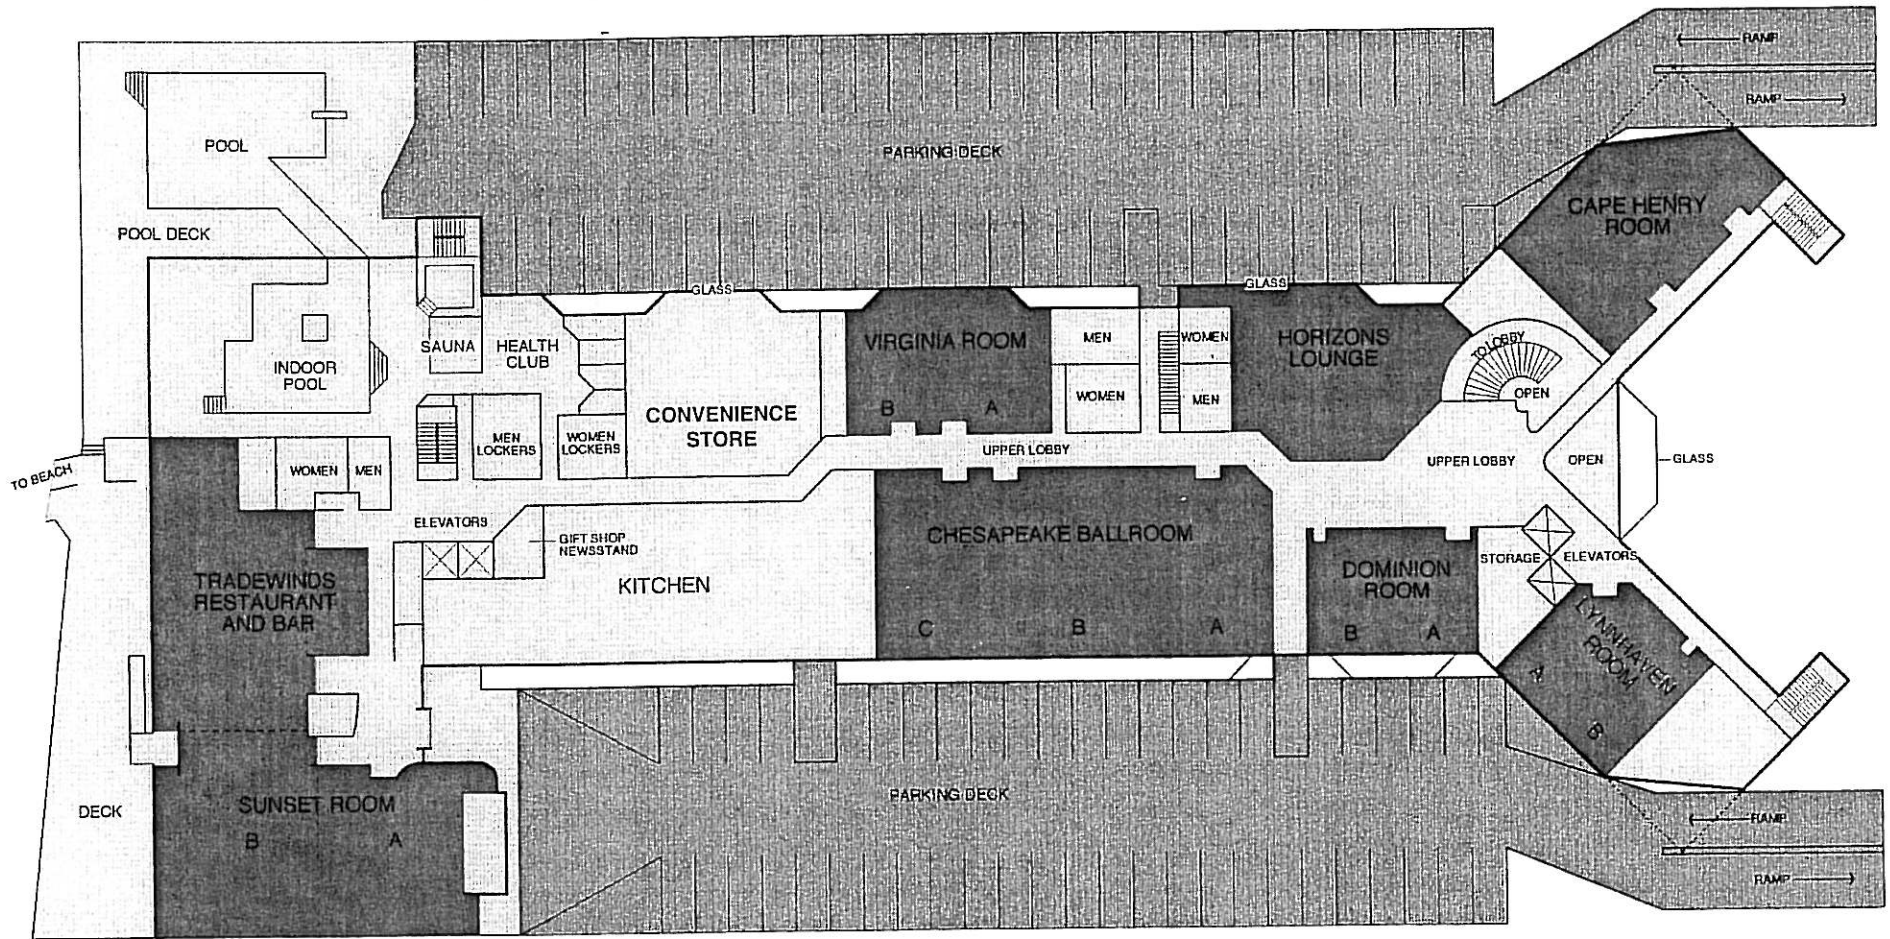 RAMP
RAMP
POOL
PARKING DECK
CAPE HENRY
ROOM
POOL DECK
GLASS
GLASS
SAUNA
HEALTH
CLUB
VIRGINIA ROOM
MEN
WOMEN
HORIZONS
LOUNGE
TO LOBBY
INDOOR
POOL
OPEN
B
A
WOMEN
MEN
CONVENIENCE
STORE
MEN
LOCKERS
WOMEN
LOCKERS
UPPER LOBBY
UPPER LOBBY
OPEN
GLASS
TO BEACH
WOMEN
MEN
ELEVATORS
GIFT SHOP
NEWSSTAND
CHESAPEAKE BALLROOM
STORAGE
ELEVATORS
TRADEWINDS
RESTAURANT
AND BAR
KITCHEN
DOMINION
ROOM
C
B
A
B
A
LYNNHAVEN
ROOM
A
B
DECK
SUNSET ROOM
B
A
PARKING DECK
RAMP
RAMP